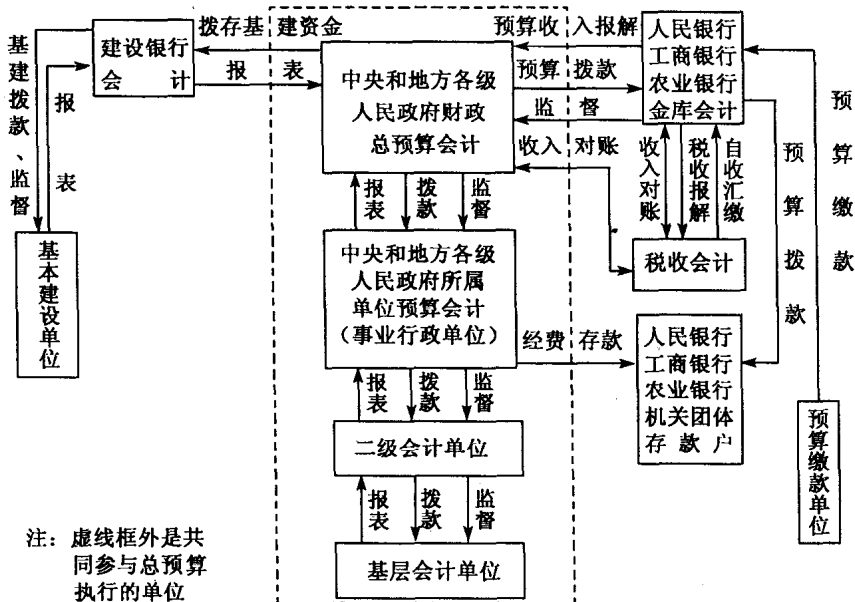 拨存基建资金
预算收入报解
建设银行
会计
报表
预算拨款
监督
收入对账
基建拨款、监督
报表
中央和地方各级
人民政府财政
总预算会计
人民银行
工商银行
农业银行
金库会计
收入对账
税收报解
自收汇缴
预算拨款
预算缴款
基本建设单位
报表
拨款
监督
税收会计
中央和地方各级
人民政府所属
单位预算会计
（事业行政单位）
经费存款
人民银行
工商银行
农业银行
机关团体
存款户
预算缴款单位
报表
拨款
监督
二级会计单位
报表
拨款
监督
基层会计单位
注：虚线框外是共
同参与总预算
执行的单位